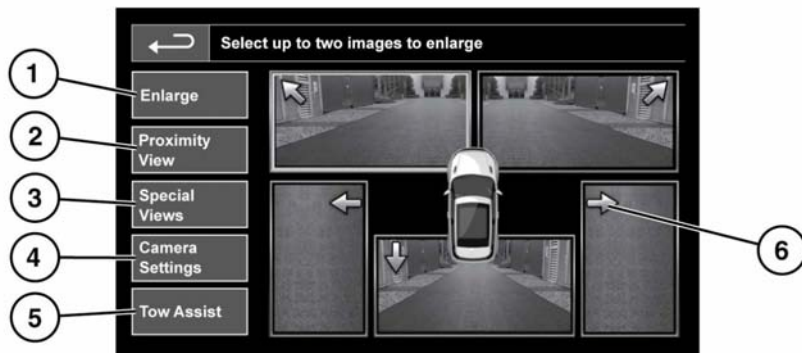 Select up to two images to enlarge
1
Enlarge
2
Proximity
View
3
Special
Views
4
Camera
Settings
5
Tow Assist
6